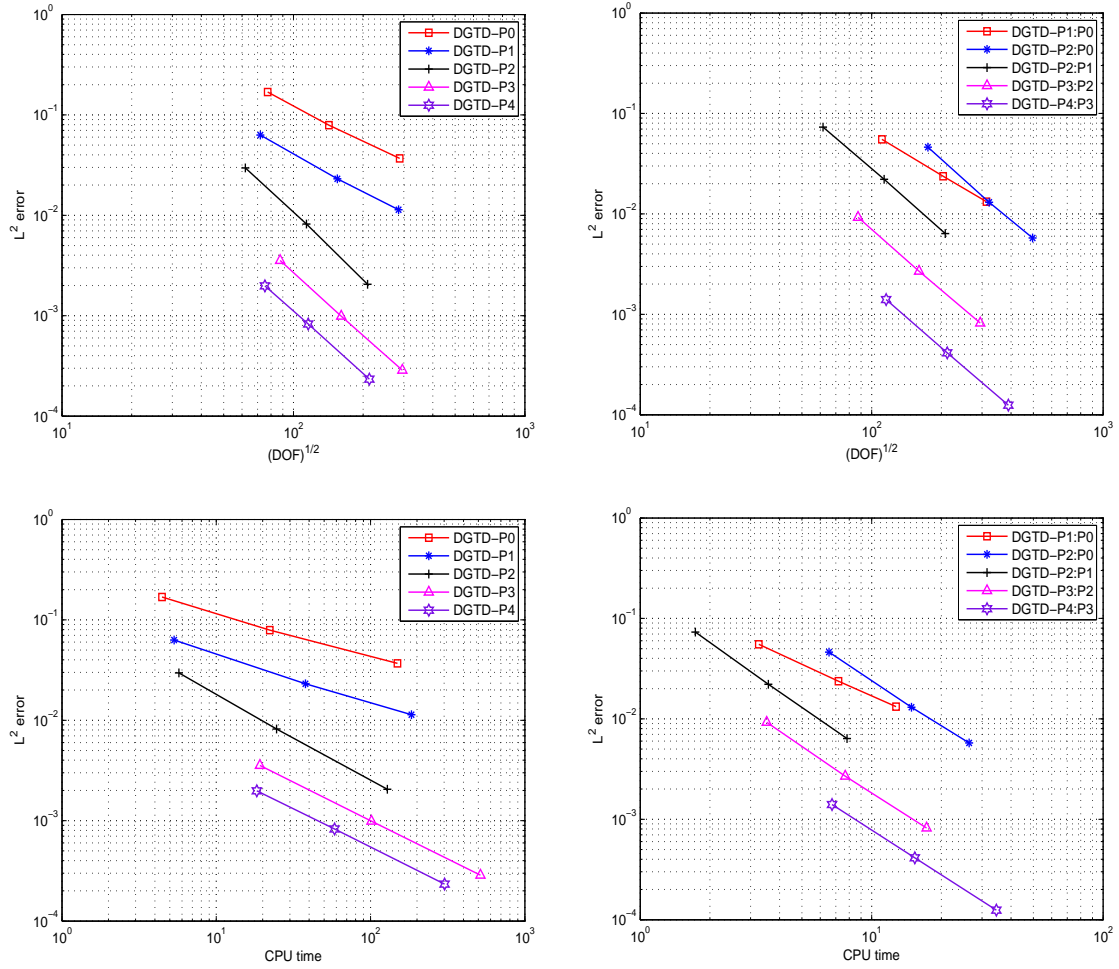 10^0
10^-1
10^-2
10^-3
10^-4
L^2 error
10^1
10^2
10^3
(DOF)^1/2
DGTD-P0
DGTD-P1
DGTD-P2
DGTD-P3
DGTD-P4
10^0
10^-1
10^-2
10^-3
10^-4
L^2 error
10^1
10^2
10^3
(DOF)^1/2
DGTD-P1:P0
DGTD-P2:P0
DGTD-P2:P1
DGTD-P3:P2
DGTD-P4:P3
10^0
10^-1
10^-2
10^-3
10^-4
L^2 error
10^0
10^1
10^2
10^3
CPU time
DGTD-P0
DGTD-P1
DGTD-P2
DGTD-P3
DGTD-P4
10^0
10^-1
10^-2
10^-3
10^-4
L^2 error
10^0
10^1
10^2
CPU time
DGTD-P1:P0
DGTD-P2:P0
DGTD-P2:P1
DGTD-P3:P2
DGTD-P4:P3